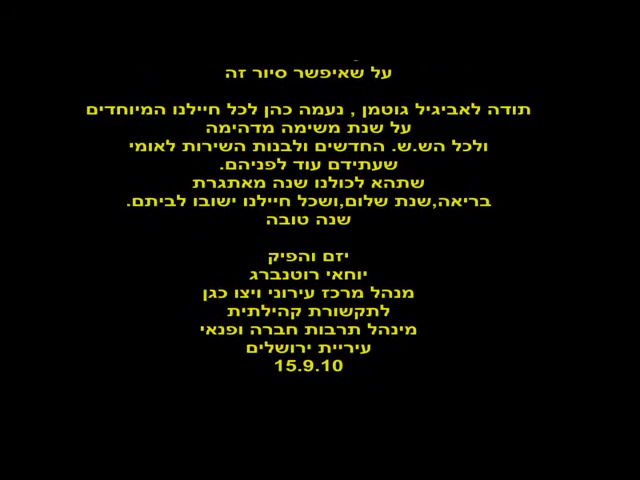 על שאיפשר סיור זה
תודה לאביגיל גוטמן , נעמה כהן לכל חיילנו המיוחדים
על שנת משימה מדהימה
ולכל הש.ש. החדשים ולבנות השירות לאומי
שעתידם עוד לפניהם.
שתהא לכולנו שנה מאתגרת
בריאה,שנת שלום,ושכל חיילנו ישובו לביתם.
שנה טובה
יזם והפיק
יוחאי רוטנברג
מנהל מרכז עירוני ויצו כגן
לתקשורת קהילתית
מינהל תרבות חברה ופנאי
עיריית ירושלים
15.9.10